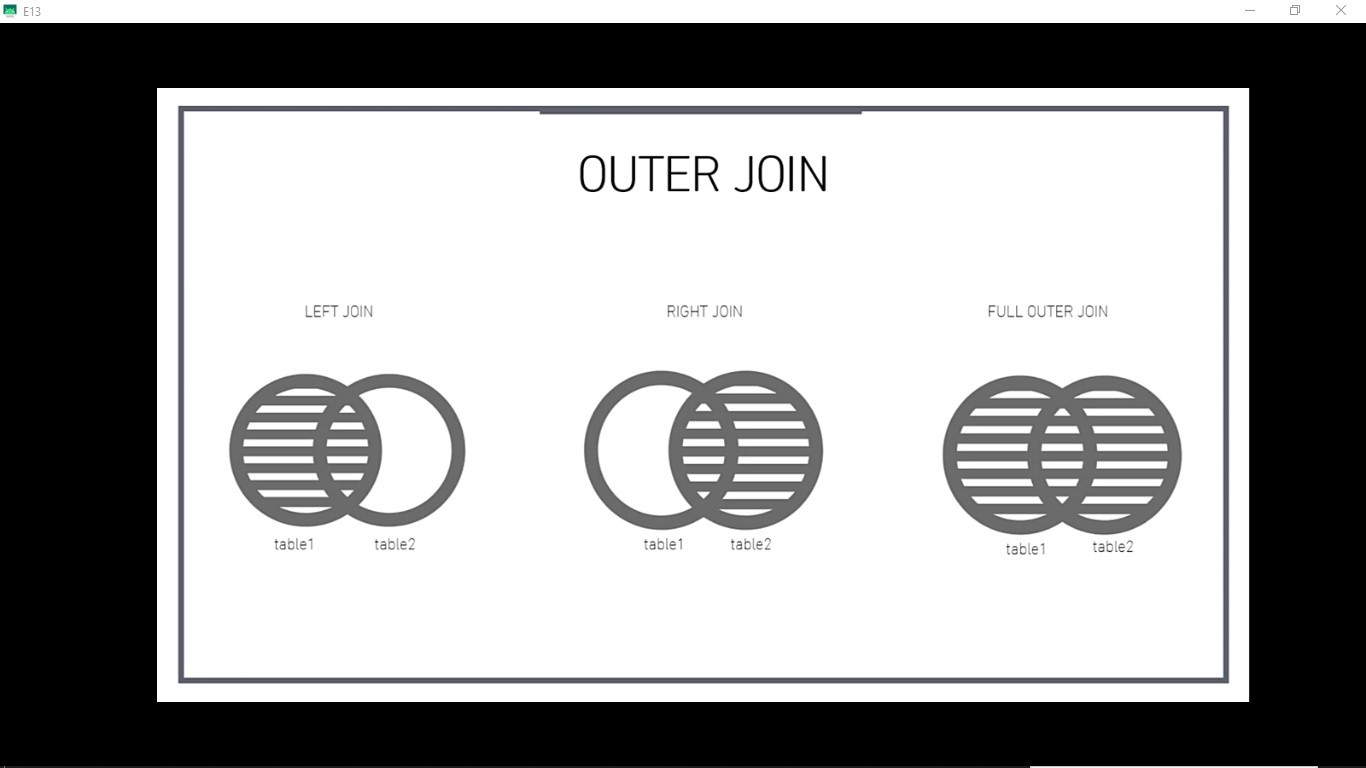 E13
OUTER JOIN
LEFT JOIN
RIGHT JOIN
FULL OUTER JOIN
table1
table2
table1
table2
table1
table2